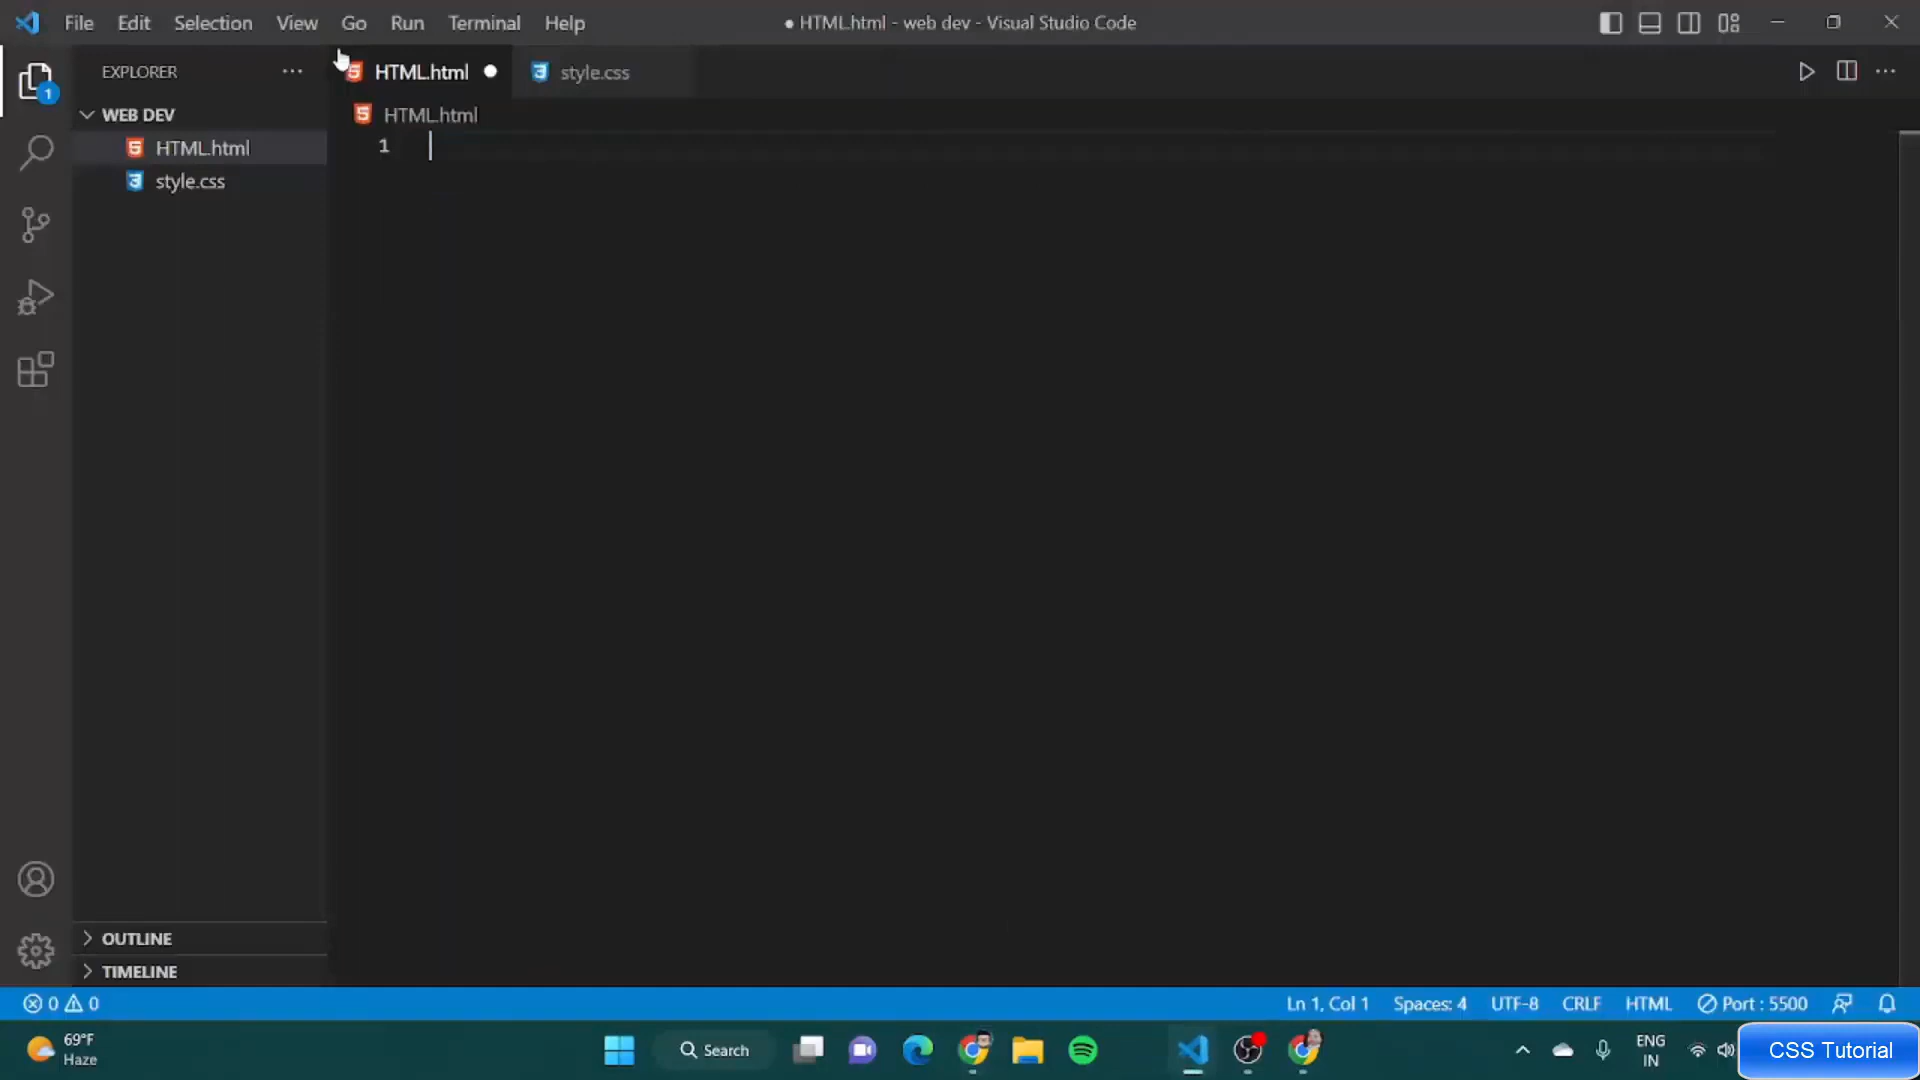 File Edit Selection View Go Run Terminal Help
● HTML.html - web dev - Visual Studio Code
EXPLORER
HTML.html
style.css
WEB DEV
HTML.html
HTML.html
style.css
1
1
OUTLINE
TIMELINE
0 0
Ln 1, Col 1 Spaces: 4 UTF-8 CRLF HTML Port : 5500
69°F
Haze
Search
ENG
IN
CSS Tutorial